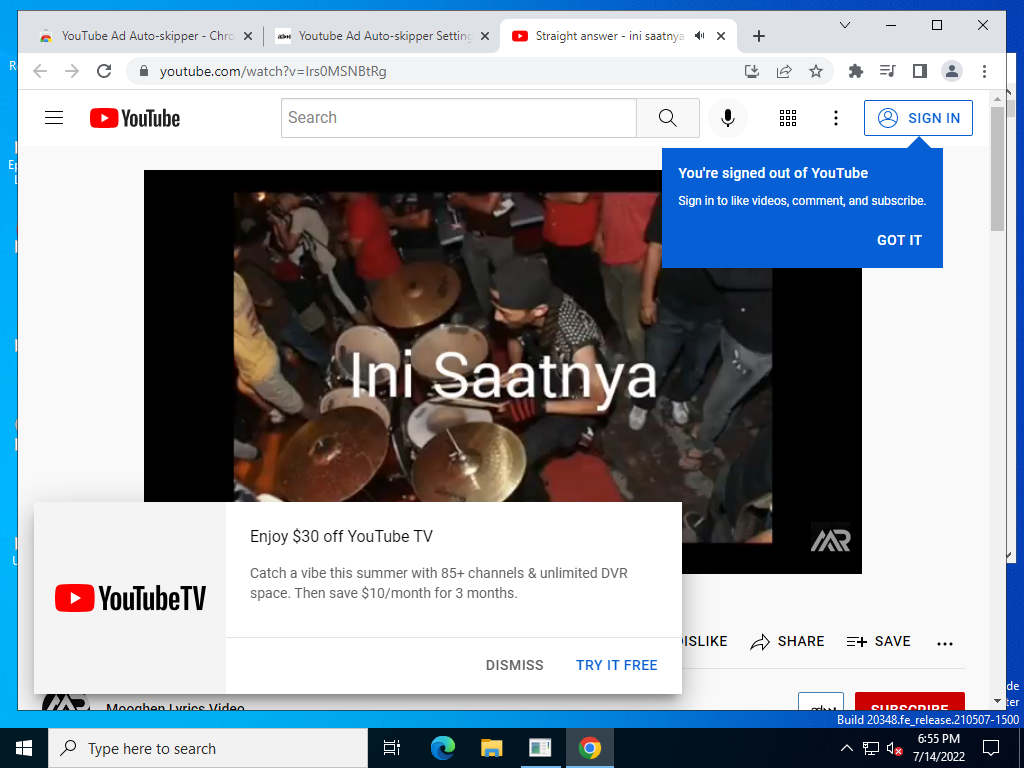 YouTube Ad Auto-skipper - Chro
Youtube Ad Auto-skipper Setting
Straight answer - ini saatnya
youtube.com/watch?v=Irs0MSNBtRg
YouTube
Search
SIGN IN
You're signed out of YouTube
Sign in to like videos, comment, and subscribe.
GOT IT
Ini Saatnya
Enjoy $30 off YouTube TV
Catch a vibe this summer with 85+ channels & unlimited DVR
space. Then save $10/month for 3 months.
YouTubeTV
DISMISS
TRY IT FREE
DISLIKE
SHARE
SAVE
Mooghen Lyrics Video
SUBSCRIBE
Build 20348.fe_release.210507-1500
Type here to search
6:55 PM
7/14/2022